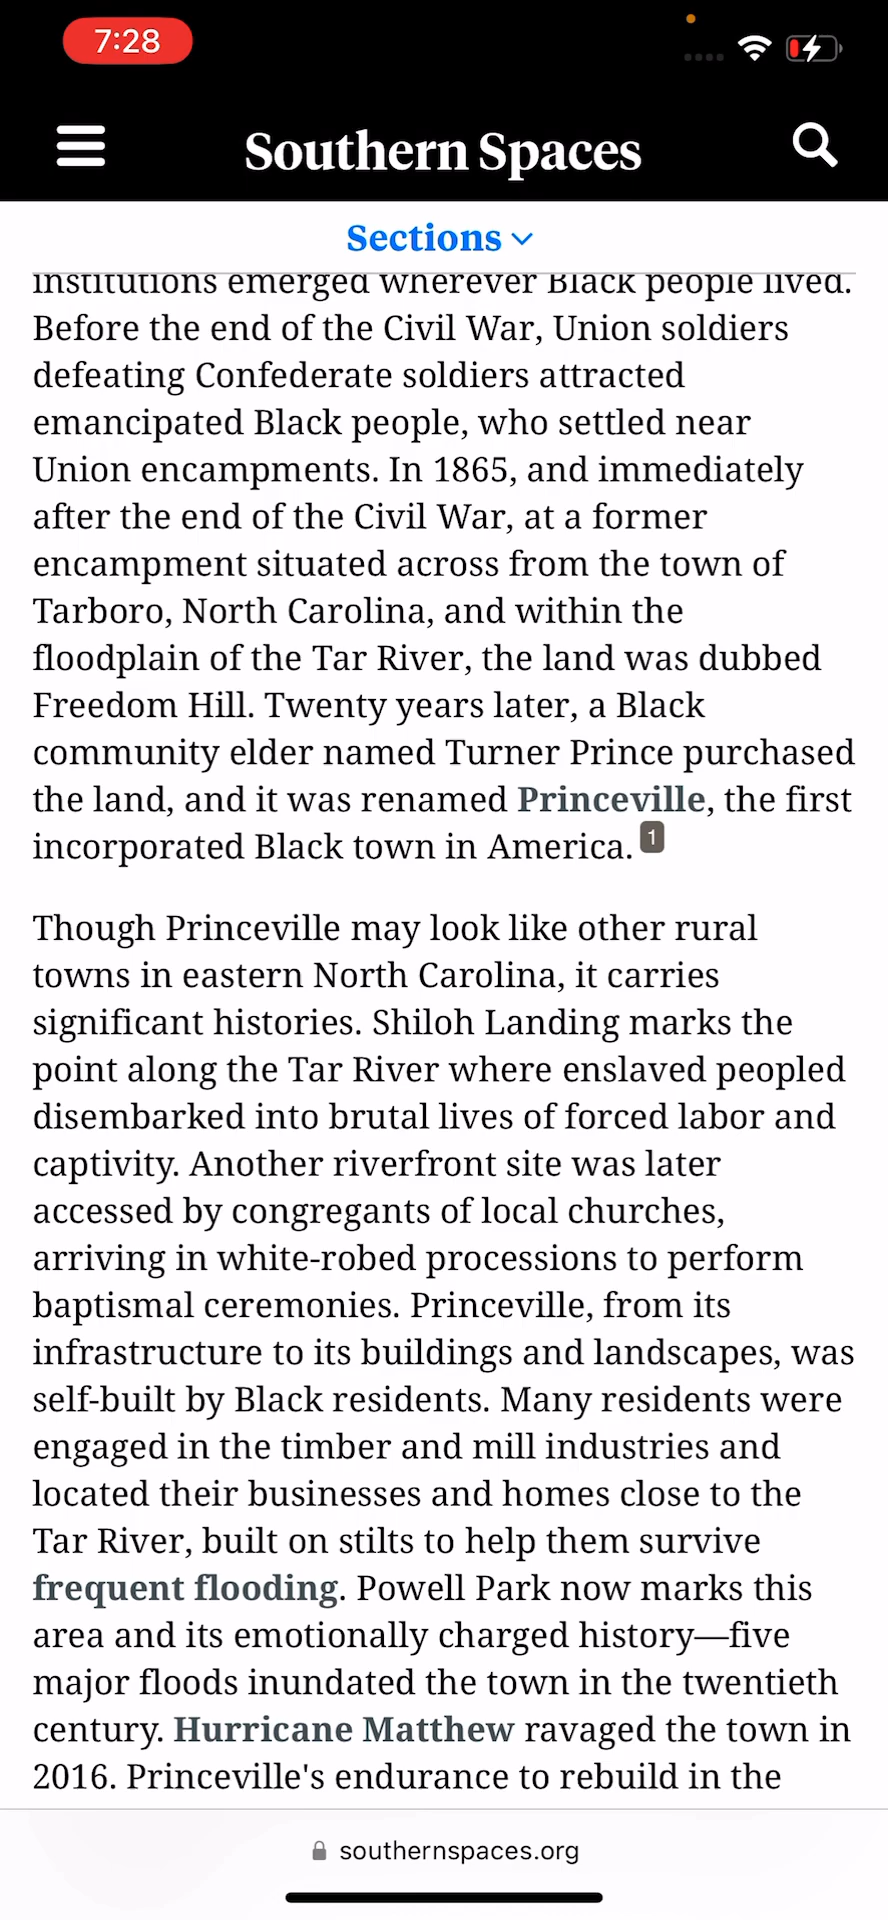 7:28
Southern Spaces
Sections
institutions emerged wherever Black people lived.
Before the end of the Civil War, Union soldiers
defeating Confederate soldiers attracted
emancipated Black people, who settled near
Union encampments. In 1865, and immediately
after the end of the Civil War, at a former
encampment situated across from the town of
Tarboro, North Carolina, and within the
floodplain of the Tar River, the land was dubbed
Freedom Hill. Twenty years later, a Black
community elder named Turner Prince purchased
the land, and it was renamed Princeville, the first
incorporated Black town in America. 1
Though Princeville may look like other rural
towns in eastern North Carolina, it carries
significant histories. Shiloh Landing marks the
point along the Tar River where enslaved peopled
disembarked into brutal lives of forced labor and
captivity. Another riverfront site was later
accessed by congregants of local churches,
arriving in white-robed processions to perform
baptismal ceremonies. Princeville, from its
infrastructure to its buildings and landscapes, was
self-built by Black residents. Many residents were
engaged in the timber and mill industries and
located their businesses and homes close to the
Tar River, built on stilts to help them survive
frequent flooding. Powell Park now marks this
area and its emotionally charged history—five
major floods inundated the town in the twentieth
century. Hurricane Matthew ravaged the town in
2016. Princeville's endurance to rebuild in the
southernspaces.org